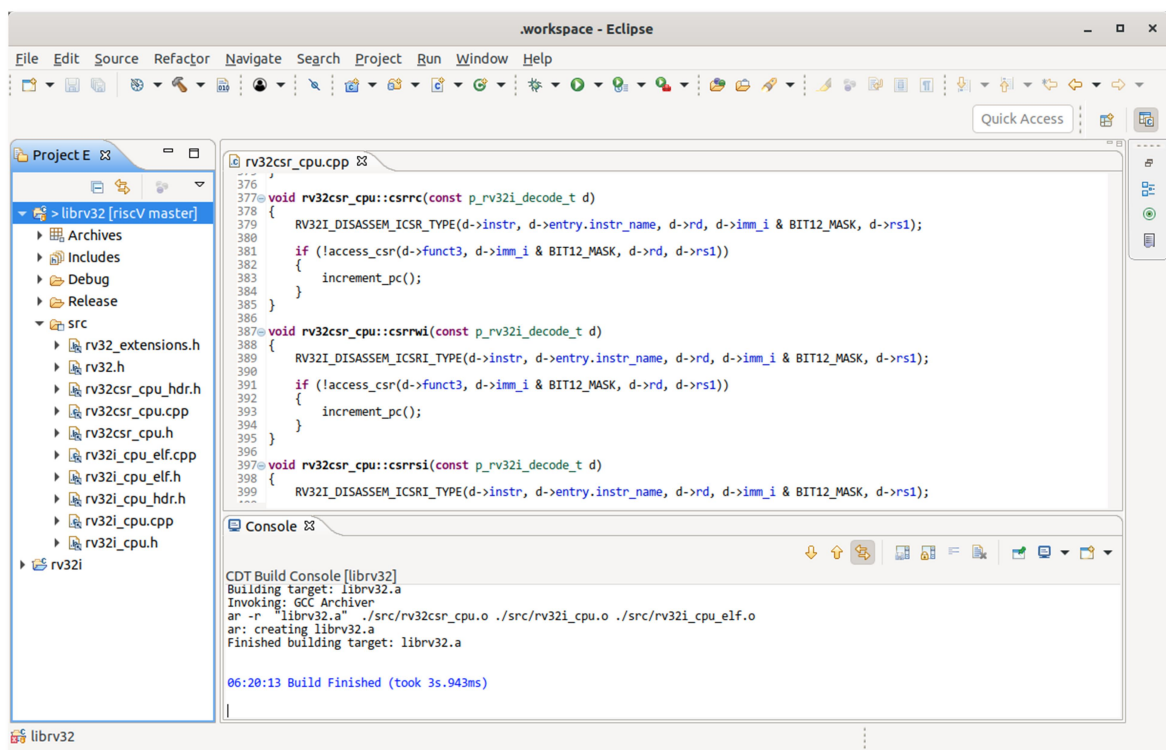 .workspace - Eclipse
File Edit Source Refactor Navigate Search Project Run Window Help
Quick Access
Project E
> librv32 [riscV master]
Archives
Includes
Debug
Release
src
rv32_extensions.h
rv32.h
rv32csr_cpu_hdr.h
rv32csr_cpu.cpp
rv32csr_cpu.h
rv32i_cpu_elf.cpp
rv32i_cpu_elf.h
rv32i_cpu_hdr.h
rv32i_cpu.cpp
rv32i_cpu.h
rv32i
rv32csr_cpu.cpp
376
377 void rv32csr_cpu::csrrc(const p_rv32i_decode_t d)
378 {
379 RV32I_DISASSEM_ICSR_TYPE(d->instr, d->entry.instr_name, d->rd, d->imm_i & BIT12_MASK, d->rs1);
380
381 if (!access_csr(d->funct3, d->imm_i & BIT12_MASK, d->rd, d->rs1))
382 {
383 increment_pc();
384 }
385 }
386
387 void rv32csr_cpu::csrrwi(const p_rv32i_decode_t d)
388 {
389 RV32I_DISASSEM_ICSRI_TYPE(d->instr, d->entry.instr_name, d->rd, d->imm_i & BIT12_MASK, d->rs1);
390
391 if (!access_csr(d->funct3, d->imm_i & BIT12_MASK, d->rd, d->rs1))
392 {
393 increment_pc();
394 }
395 }
396
397 void rv32csr_cpu::csrrsi(const p_rv32i_decode_t d)
398 {
399 RV32I_DISASSEM_ICSRI_TYPE(d->instr, d->entry.instr_name, d->rd, d->imm_i & BIT12_MASK, d->rs1);
Console
CDT Build Console [librv32]
Building target: librv32.a
Invoking: GCC Archiver
ar -r "librv32.a" ./src/rv32csr_cpu.o ./src/rv32i_cpu.o ./src/rv32i_cpu_elf.o
ar: creating librv32.a
Finished building target: librv32.a
06:20:13 Build Finished (took 3s.943ms)
librv32